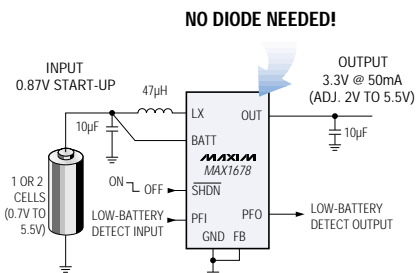 NO DIODE NEEDED!
INPUT
0.87V START-UP
OUTPUT
3.3V @ 50mA
(ADJ. 2V TO 5.5V)
47µH
LX
OUT
10µF
BATT
10µF
MAXIM
MAX1678
1 OR 2
CELLS
(0.7V TO
5.5V)
ON
OFF
SHDN
LOW-BATTERY
DETECT INPUT
PFI
PFO
LOW-BATTERY
DETECT OUTPUT
GND FB